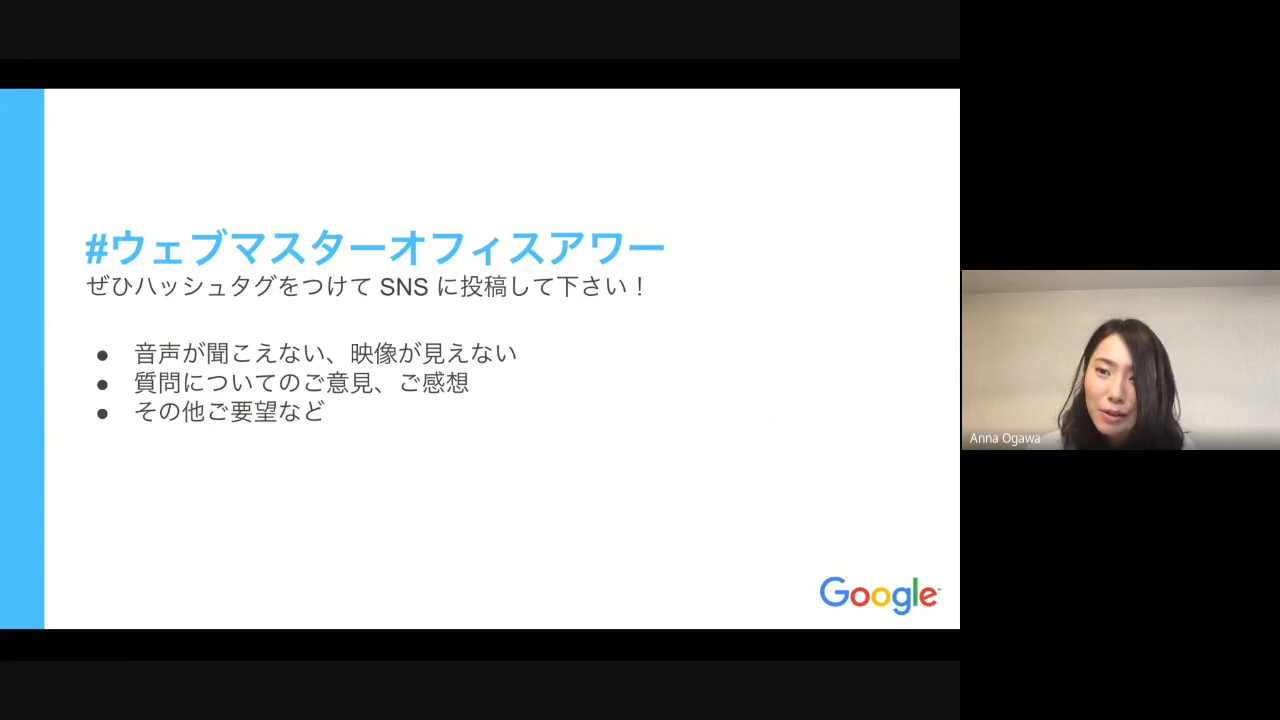 #ウェブマスターオフィスアワー
ぜひハッシュタグをつけて SNS に投稿して下さい！
● 音声が聞こえない、映像が見えない
● 質問についてのご意見、ご感想
● その他ご要望など
Google
Anna Ogawa